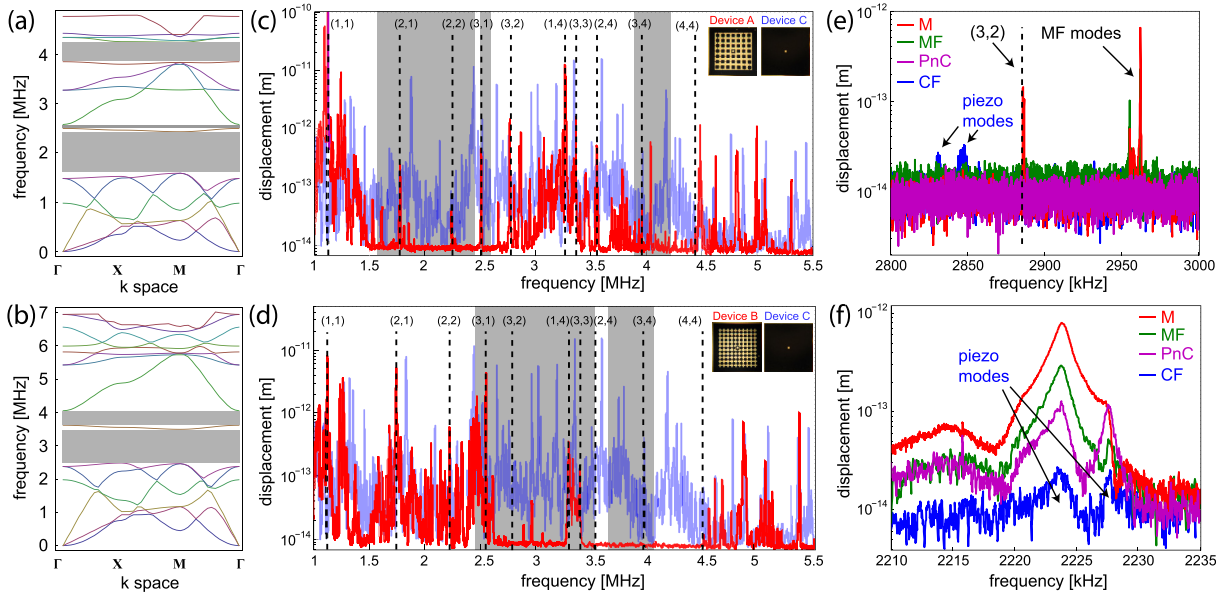 (a)
frequency [MHz]
4
3
2
1
0
Γ X M Γ
k space
(b)
frequency [MHz]
7
6
5
4
3
2
1
0
Γ X M Γ
k space
(c)
displacement [m]
10⁻¹⁰
10⁻¹¹
10⁻¹²
10⁻¹³
10⁻¹⁴
(1,1) (2,1) (2,2) (3,1) (3,2) (1,4) (3,3) (2,4) (3,4) (4,4)
Device A Device C
1 1.5 2 2.5 3 3.5 4 4.5 5 5.5
frequency [MHz]
(d)
displacement [m]
10⁻¹¹
10⁻¹²
10⁻¹³
10⁻¹⁴
(1,1) (2,1) (2,2) (3,1) (3,2) (1,4) (3,3) (2,4) (3,4) (4,4)
Device B Device C
1 1.5 2 2.5 3 3.5 4 4.5 5 5.5
frequency [MHz]
(e)
displacement [m]
10⁻¹²
10⁻¹³
10⁻¹⁴
M
MF
PnC
CF
(3,2)
MF modes
piezo
modes
2800 2850 2900 2950 3000
frequency [kHz]
(f)
displacement [m]
10⁻¹²
10⁻¹³
10⁻¹⁴
M
MF
PnC
CF
piezo
modes
2210 2215 2220 2225 2230 2235
frequency [kHz]